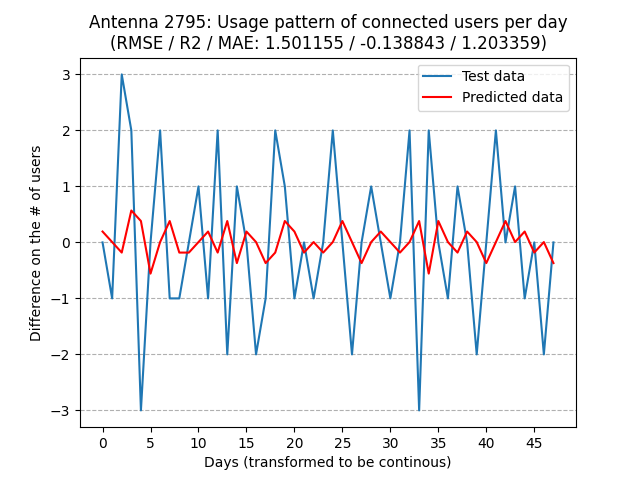 Antenna 2795: Usage pattern of connected users per day
(RMSE / R2 / MAE: 1.501155 / -0.138843 / 1.203359)
Test data
Predicted data
Difference on the # of users
3
2
1
0
−1
−2
−3
0 5 10 15 20 25 30 35 40 45
Days (transformed to be continous)